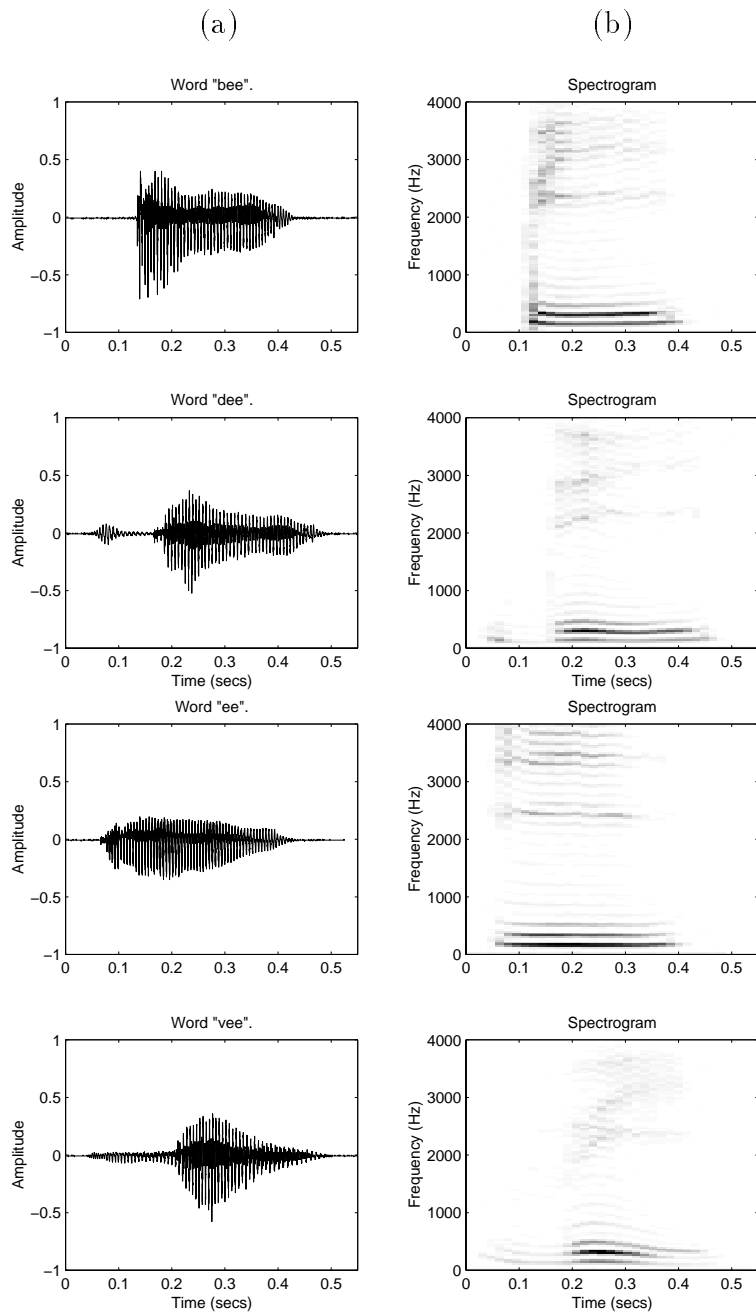 (a) (b)
Word "bee". Spectrogram
1
0.5
0
−0.5
−1
Amplitude
0 0.1 0.2 0.3 0.4 0.5
4000
3000
2000
1000
0
Frequency (Hz)
0 0.1 0.2 0.3 0.4 0.5
Word "dee". Spectrogram
1
0.5
0
−0.5
−1
Amplitude
0 0.1 0.2 0.3 0.4 0.5
Time (secs)
4000
3000
2000
1000
0
Frequency (Hz)
0 0.1 0.2 0.3 0.4 0.5
Time (secs)
Word "ee". Spectrogram
1
0.5
0
−0.5
−1
Amplitude
0 0.1 0.2 0.3 0.4 0.5
4000
3000
2000
1000
0
Frequency (Hz)
0 0.1 0.2 0.3 0.4 0.5
Word "vee". Spectrogram
1
0.5
0
−0.5
−1
Amplitude
0 0.1 0.2 0.3 0.4 0.5
Time (secs)
4000
3000
2000
1000
0
Frequency (Hz)
0 0.1 0.2 0.3 0.4 0.5
Time (secs)